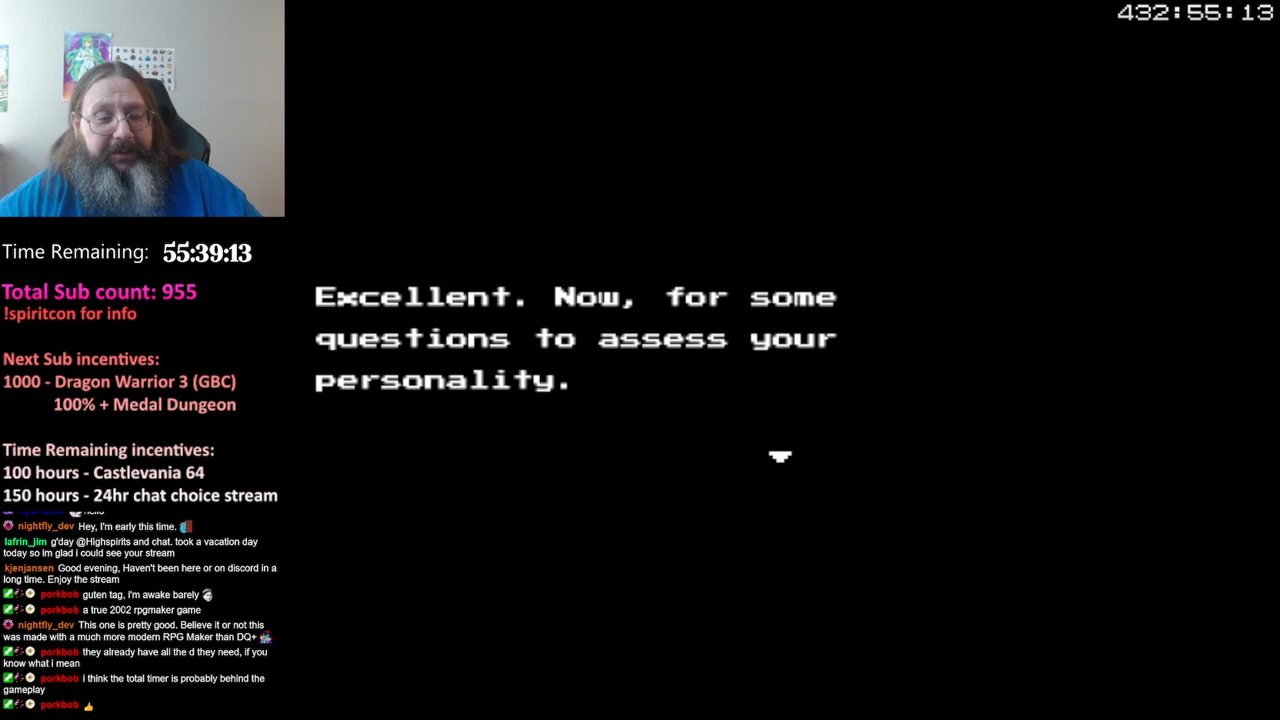 432:55:13
Time Remaining: 55:39:13
Total Sub count: 955
!spiritcon for info
Next Sub incentives:
1000 - Dragon Warrior 3 (GBC)
100% + Medal Dungeon
Time Remaining incentives:
100 hours - Castlevania 64
150 hours - 24hr chat choice stream
Excellent. Now, for some
questions to assess your
personality.
hello
nightfly_dev Hey, I'm early this time.
lafrin_jim g'day @Highspirits and chat. took a vacation day
today so im glad i could see your stream
kjenjansen Good evening, Haven't been here or on discord in a
long time. Enjoy the stream
porkbob guten tag, I'm awake barely
porkbob a true 2002 rpgmaker game
nightfly_dev This one is pretty good. Believe it or not this
was made with a much more modern RPG Maker than DQ+
porkbob they already have all the d they need, if you
know what i mean
porkbob i think the total timer is probably behind the
gameplay
porkbob